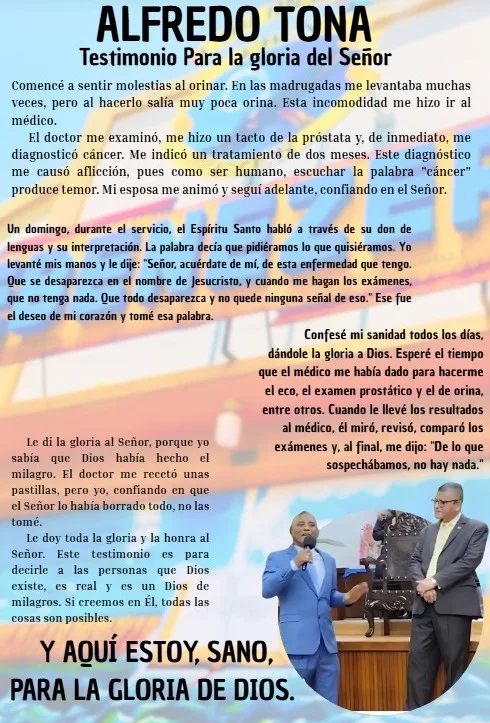 ALFREDO TONA
Testimonio Para la gloria del Señor
Comencé a sentir molestias al orinar. En las madrugadas me levantaba muchas
veces, pero al hacerlo salía muy poca orina. Esta incomodidad me hizo ir al
médico.
El doctor me examinó, me hizo un tacto de la próstata y, de inmediato, me
diagnosticó cáncer. Me indicó un tratamiento de dos meses. Este diagnóstico
me causó aflicción, pues como ser humano, escuchar la palabra "cáncer"
produce temor. Mi esposa me animó y seguí adelante, confiando en el Señor.
Un domingo, durante el servicio, el Espíritu Santo habló a través de su don de
lenguas y su interpretación. La palabra decía que pidiéramos lo que quisiéramos. Yo
levanté mis manos y le dije: "Señor, acuérdate de mí, de esta enfermedad que tengo.
Que se desaparezca en el nombre de Jesucristo, y cuando me hagan los exámenes,
que no tenga nada. Que todo desaparezca y no quede ninguna señal de eso." Ese fue
el deseo de mi corazón y tomé esa palabra.
Confesé mi sanidad todos los días,
dándole la gloria a Dios. Esperé el tiempo
que el médico me había dado para hacerme
el eco, el examen prostático y el de orina,
entre otros. Cuando le llevé los resultados
al médico, él miró, revisó, comparó los
exámenes y, al final, me dijo: "De lo que
sospechábamos, no hay nada."
Le di la gloria al Señor, porque yo
sabía que Dios había hecho el
milagro. El doctor me recetó unas
pastillas, pero yo, confiando en que
el Señor lo había borrado todo, no las
tomé.
Le doy toda la gloria y la honra al
Señor. Este testimonio es para
decirle a las personas que Dios
existe, es real y es un Dios de
milagros. Si creemos en Él, todas las
cosas son posibles.
Y AQUÍ ESTOY, SANO,
PARA LA GLORIA DE DIOS.